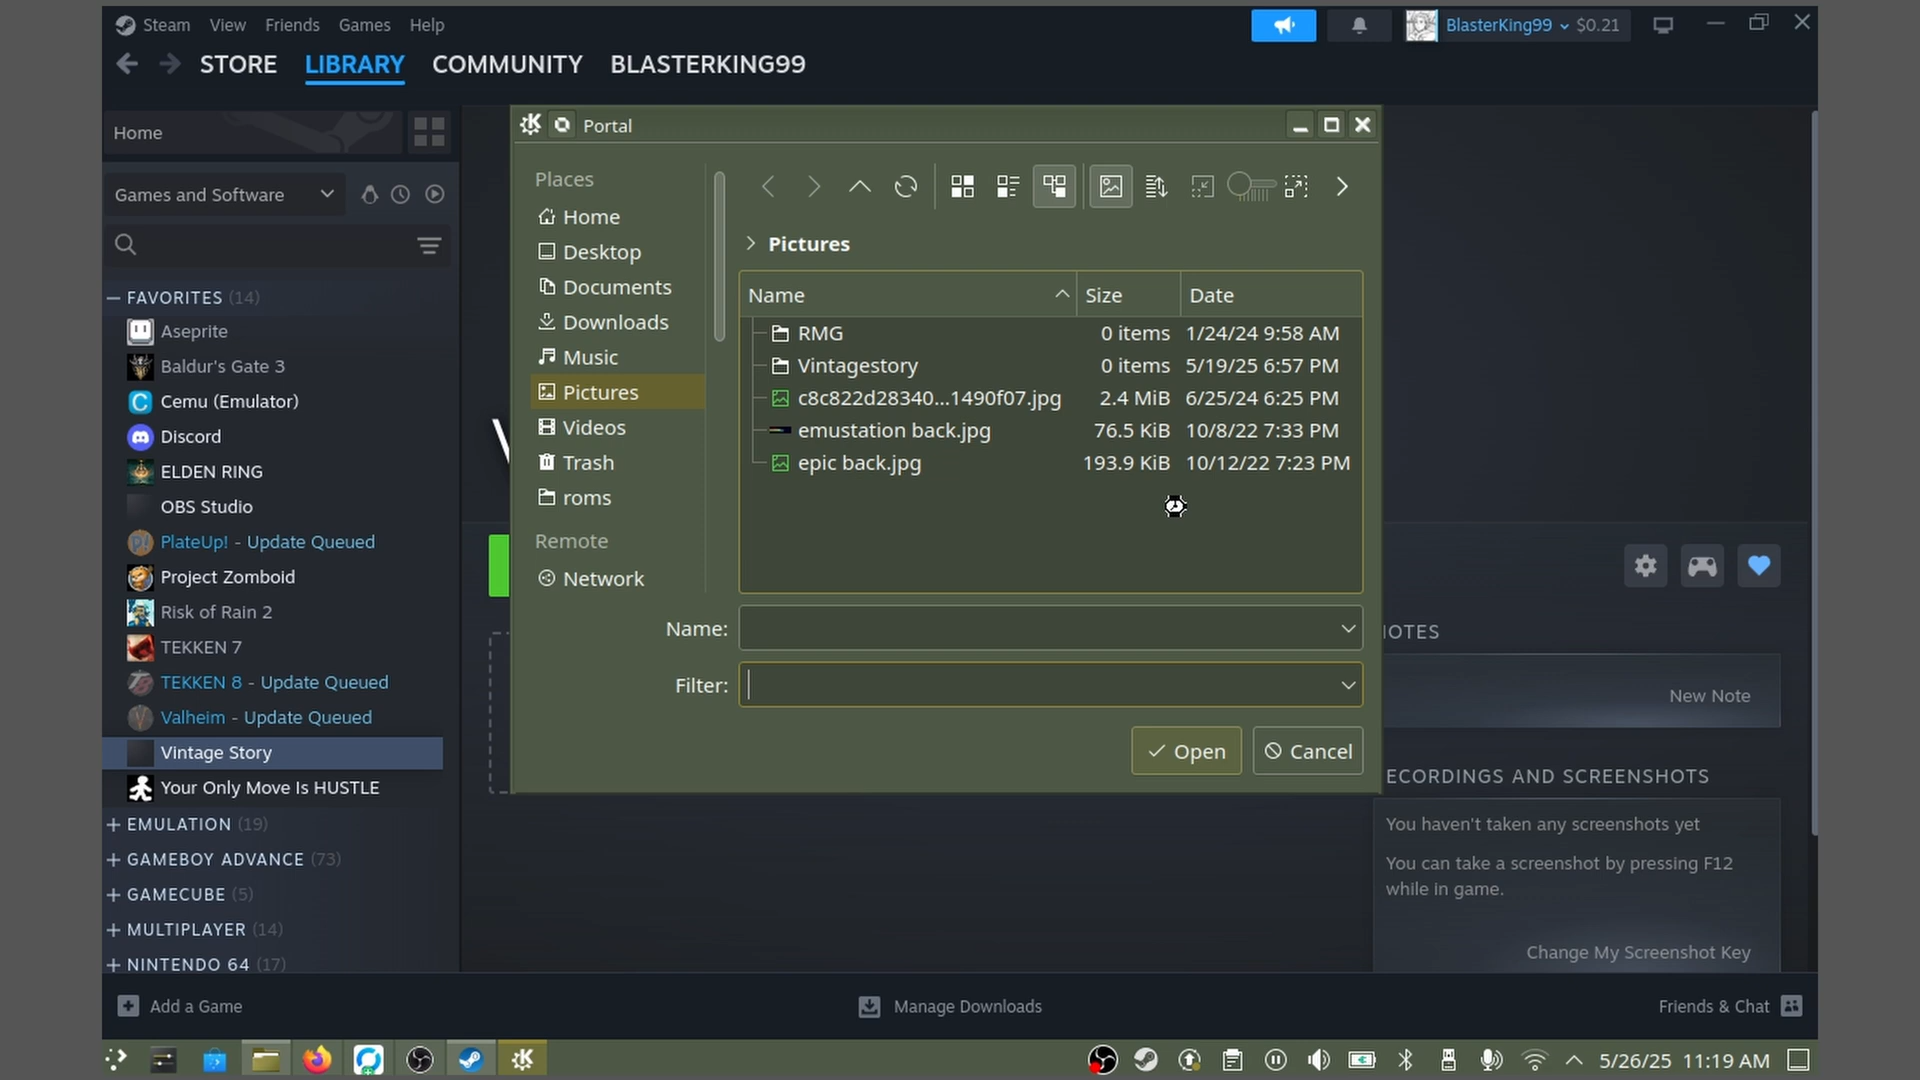 Steam View Friends Games Help
BlasterKing99 $0.21
STORE LIBRARY COMMUNITY BLASTERKING99
Home
Games and Software
FAVORITES (14)
Aseprite
Baldur's Gate 3
Cemu (Emulator)
Discord
ELDEN RING
OBS Studio
PlateUp! - Update Queued
Project Zomboid
Risk of Rain 2
TEKKEN 7
TEKKEN 8 - Update Queued
Valheim - Update Queued
Vintage Story
Your Only Move Is HUSTLE
EMULATION (19)
GAMEBOY ADVANCE (73)
GAMECUBE (5)
MULTIPLAYER (14)
NINTENDO 64 (17)
Portal
Places
Home
Desktop
Documents
Downloads
Music
Pictures
Videos
Trash
roms
Remote
Network
Pictures
Name Size Date
RMG 0 items 1/24/24 9:58 AM
Vintagestory 0 items 5/19/25 6:57 PM
c8c822d28340...1490f07.jpg 2.4 MiB 6/25/24 6:25 PM
emustation back.jpg 76.5 KiB 10/8/22 7:33 PM
epic back.jpg 193.9 KiB 10/12/22 7:23 PM
Name:
Filter:
Open Cancel
OTES
New Note
ECORDINGS AND SCREENSHOTS
You haven't taken any screenshots yet
You can take a screenshot by pressing F12
while in game.
Change My Screenshot Key
Add a Game Manage Downloads Friends & Chat
5/26/25 11:19 AM